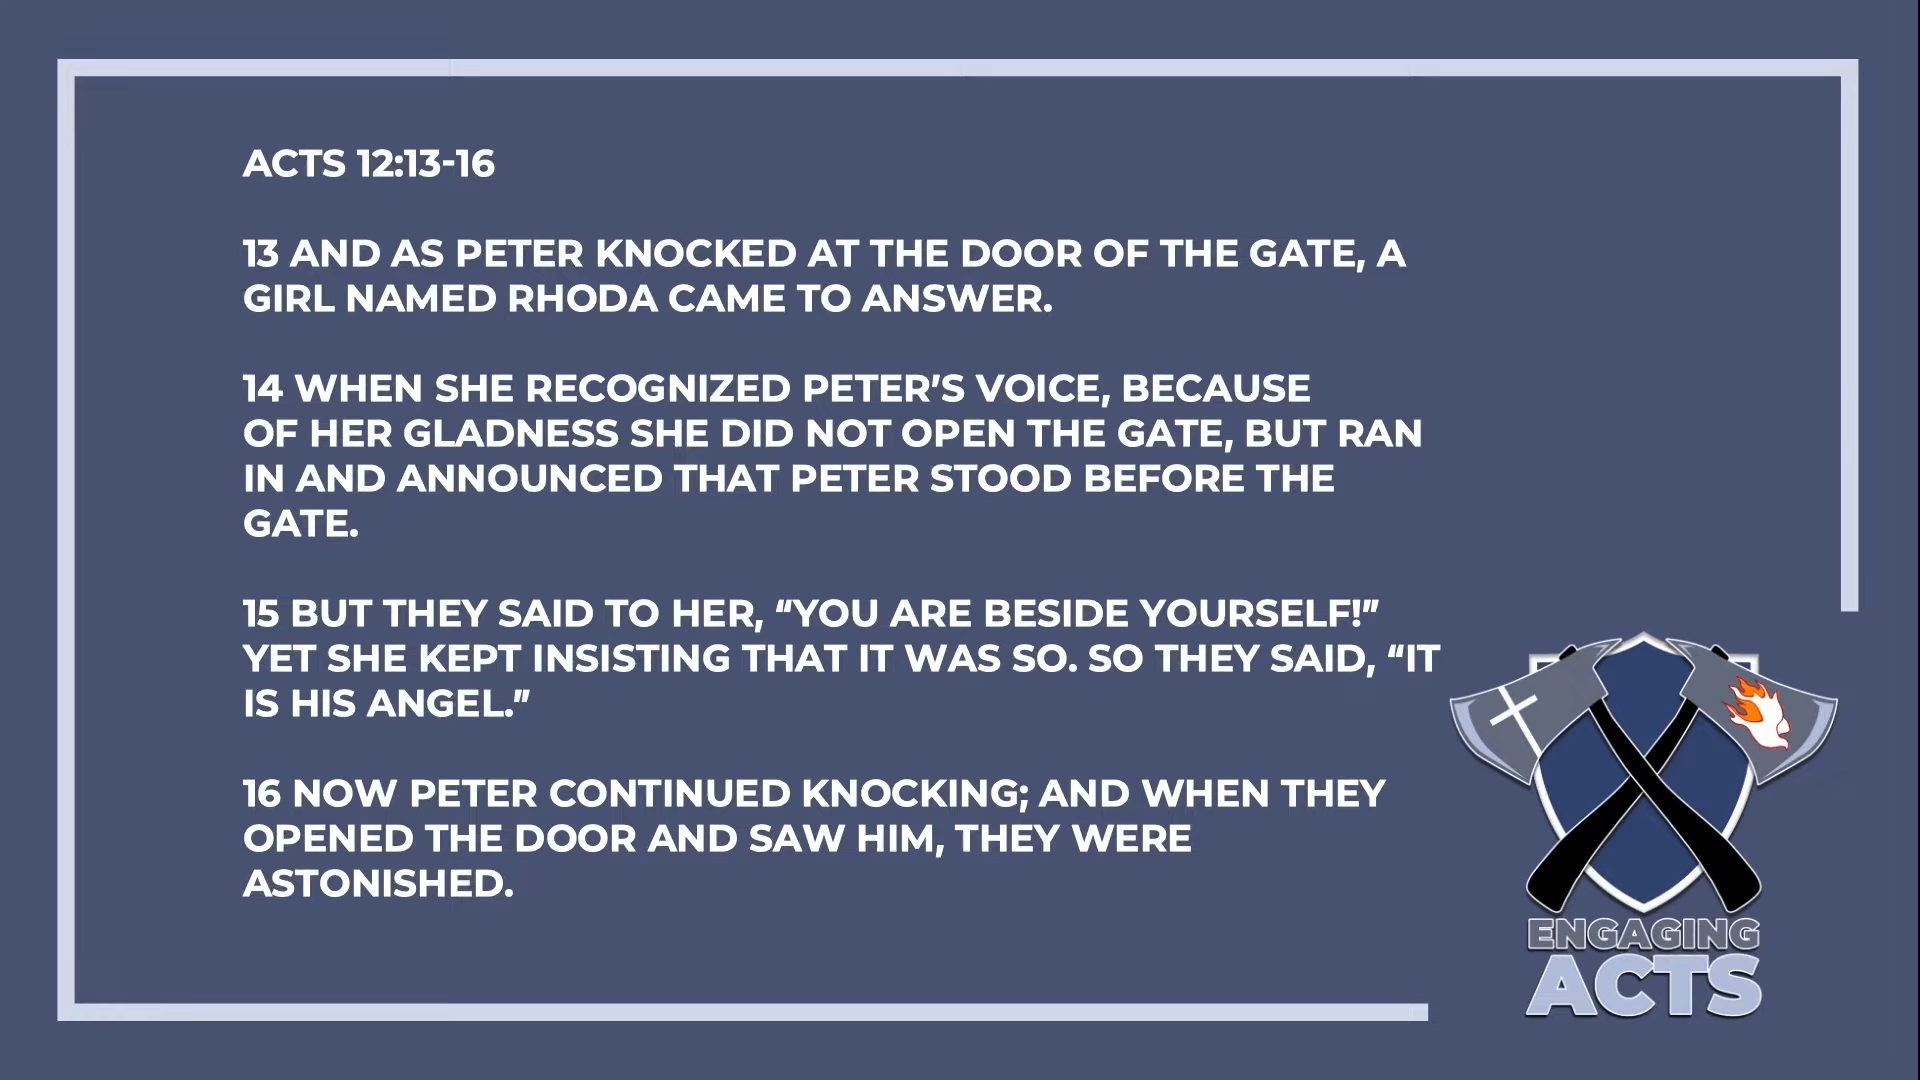 ACTS 12:13-16
13 AND AS PETER KNOCKED AT THE DOOR OF THE GATE, A
GIRL NAMED RHODA CAME TO ANSWER.
14 WHEN SHE RECOGNIZED PETER'S VOICE, BECAUSE
OF HER GLADNESS SHE DID NOT OPEN THE GATE, BUT RAN
IN AND ANNOUNCED THAT PETER STOOD BEFORE THE
GATE.
15 BUT THEY SAID TO HER, “YOU ARE BESIDE YOURSELF!”
YET SHE KEPT INSISTING THAT IT WAS SO. SO THEY SAID, “IT
IS HIS ANGEL.”
16 NOW PETER CONTINUED KNOCKING; AND WHEN THEY
OPENED THE DOOR AND SAW HIM, THEY WERE
ASTONISHED.
ENGAGING
ACTS